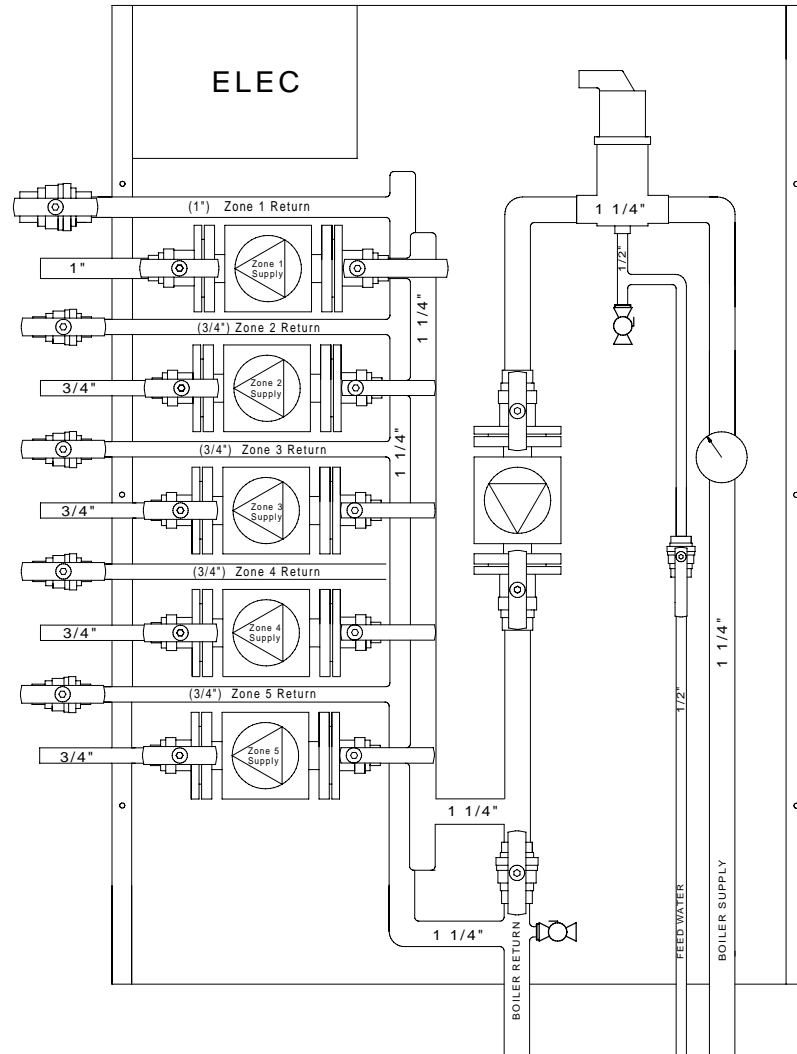 ELEC
(1") Zone 1 Return
1 1/4"
1"
Zone 1
Supply
1/2"
(3/4") Zone 2 Return
1 1/4"
3/4"
Zone 2
Supply
(3/4") Zone 3 Return
1 1/4"
3/4"
Zone 3
Supply
(3/4") Zone 4 Return
3/4"
Zone 4
Supply
1 1/4"
(3/4") Zone 5 Return
1/2"
3/4"
Zone 5
Supply
1 1/4"
1 1/4"
BOILER RETURN
FEED WATER
BOILER SUPPLY